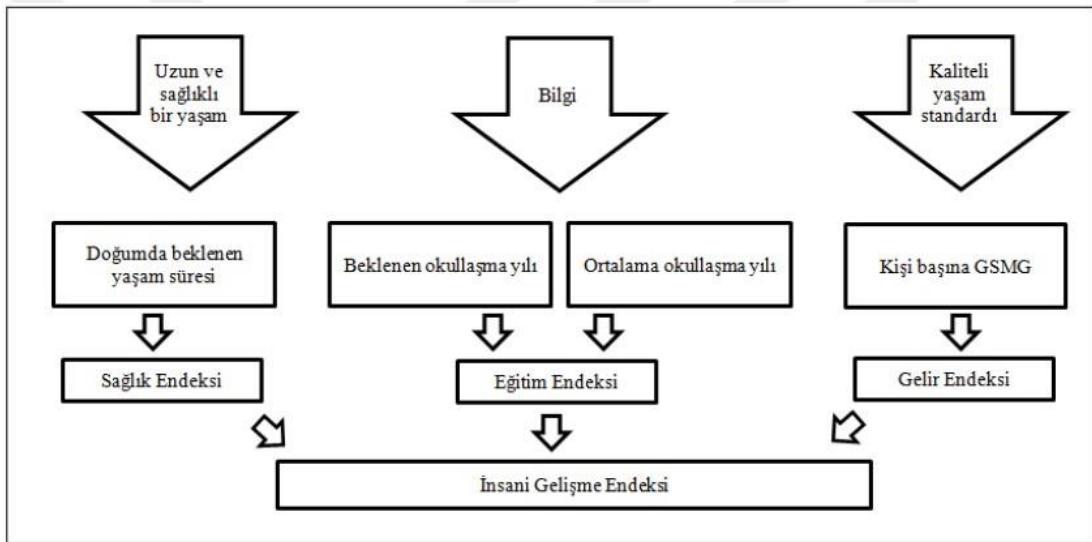 Uzun ve
sağlıklı
bir yaşam
Bilgi
Kaliteli
yaşam
standardı
Doğumda beklenen
yaşam süresi
Beklenen okullaşma yılı
Ortalama okullaşma yılı
Kişi başına GSMG
Sağlık Endeksi
Eğitim Endeksi
Gelir Endeksi
İnsani Gelişme Endeksi